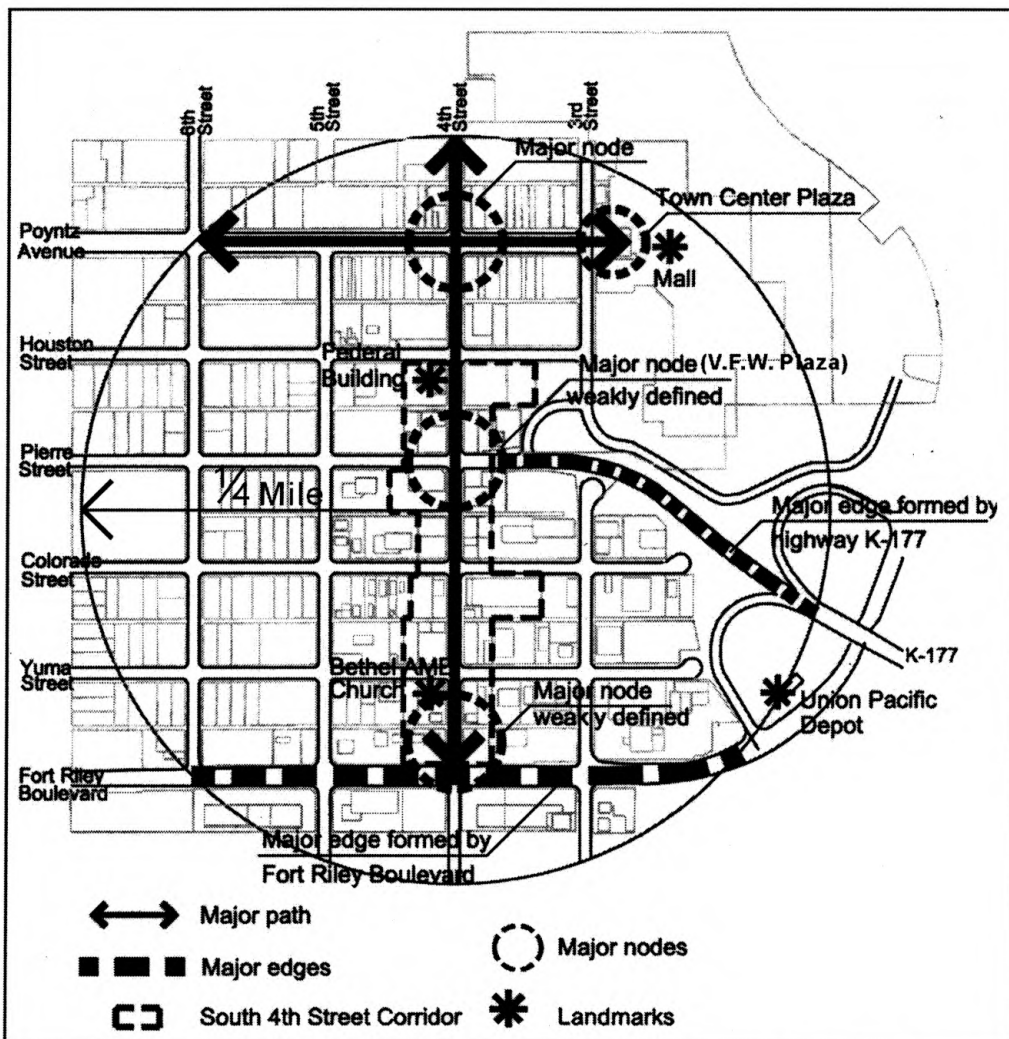 6th
Street
5th
Street
4th
Street
3rd
Street
Major node
Town Center Plaza
Poyntz
Avenue
Mall
Houston
Street
Federal
Building
Major node (V.F.W. Plaza)
weakly defined
Pierre
Street
1/4 Mile
Major edge formed by
highway K-177
Colorado
Street
K-177
Yuma
Street
Bethel AME
Church
Major node
weakly defined
Union Pacific
Depot
Fort Riley
Boulevard
Major edge formed by
Fort Riley Boulevard
Major path
Major nodes
Major edges
South 4th Street Corridor
Landmarks